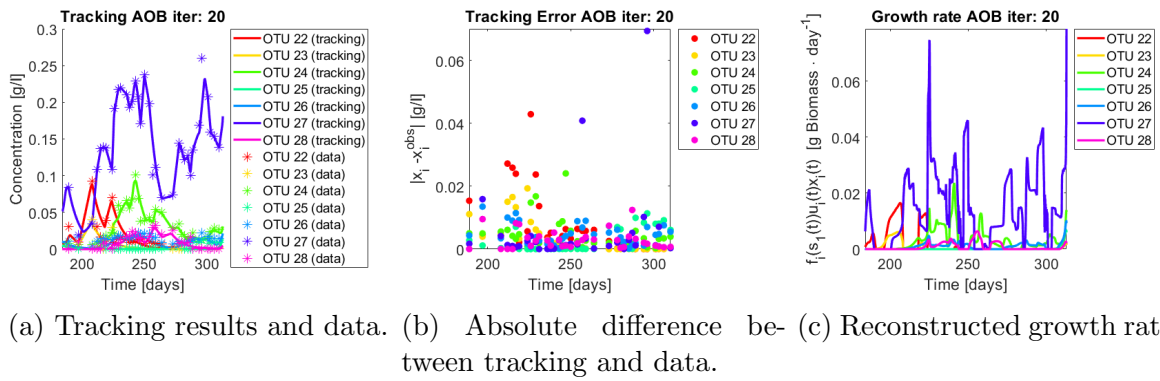 Tracking AOB iter: 20
Concentration [g/l]
0.3
0.25
0.2
0.15
0.1
0.05
0
200
250
300
Time [days]
OTU 22 (tracking)
OTU 23 (tracking)
OTU 24 (tracking)
OTU 25 (tracking)
OTU 26 (tracking)
OTU 27 (tracking)
OTU 28 (tracking)
OTU 22 (data)
OTU 23 (data)
OTU 24 (data)
OTU 25 (data)
OTU 26 (data)
OTU 27 (data)
OTU 28 (data)
(a) Tracking results and data.
Tracking Error AOB iter: 20
|x_i -x_i^obs| [g/l]
0.06
0.04
0.02
0
200
250
300
Time [days]
OTU 22
OTU 23
OTU 24
OTU 25
OTU 26
OTU 27
OTU 28
(b) Absolute difference be-
tween tracking and data.
Growth rate AOB iter: 20
f_i(s_i(t))u_i(t)x_i(t) [g Biomass · day^-1]
0.06
0.04
0.02
0
200
250
300
Time [days]
OTU 22
OTU 23
OTU 24
OTU 25
OTU 26
OTU 27
OTU 28
(c) Reconstructed growth rat